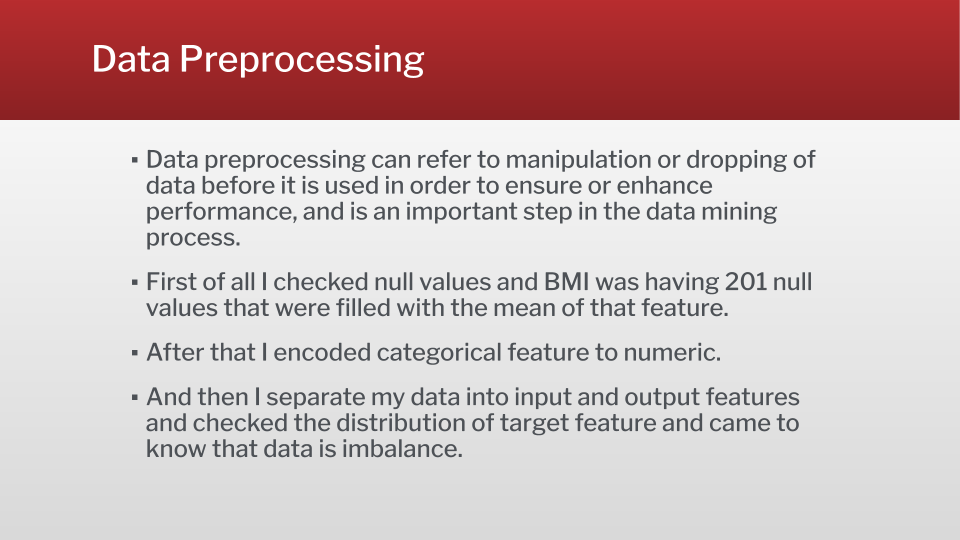 Data Preprocessing
▪ Data preprocessing can refer to manipulation or dropping of
data before it is used in order to ensure or enhance
performance, and is an important step in the data mining
process.
▪ First of all I checked null values and BMI was having 201 null
values that were filled with the mean of that feature.
▪ After that I encoded categorical feature to numeric.
▪ And then I separate my data into input and output features
and checked the distribution of target feature and came to
know that data is imbalance.